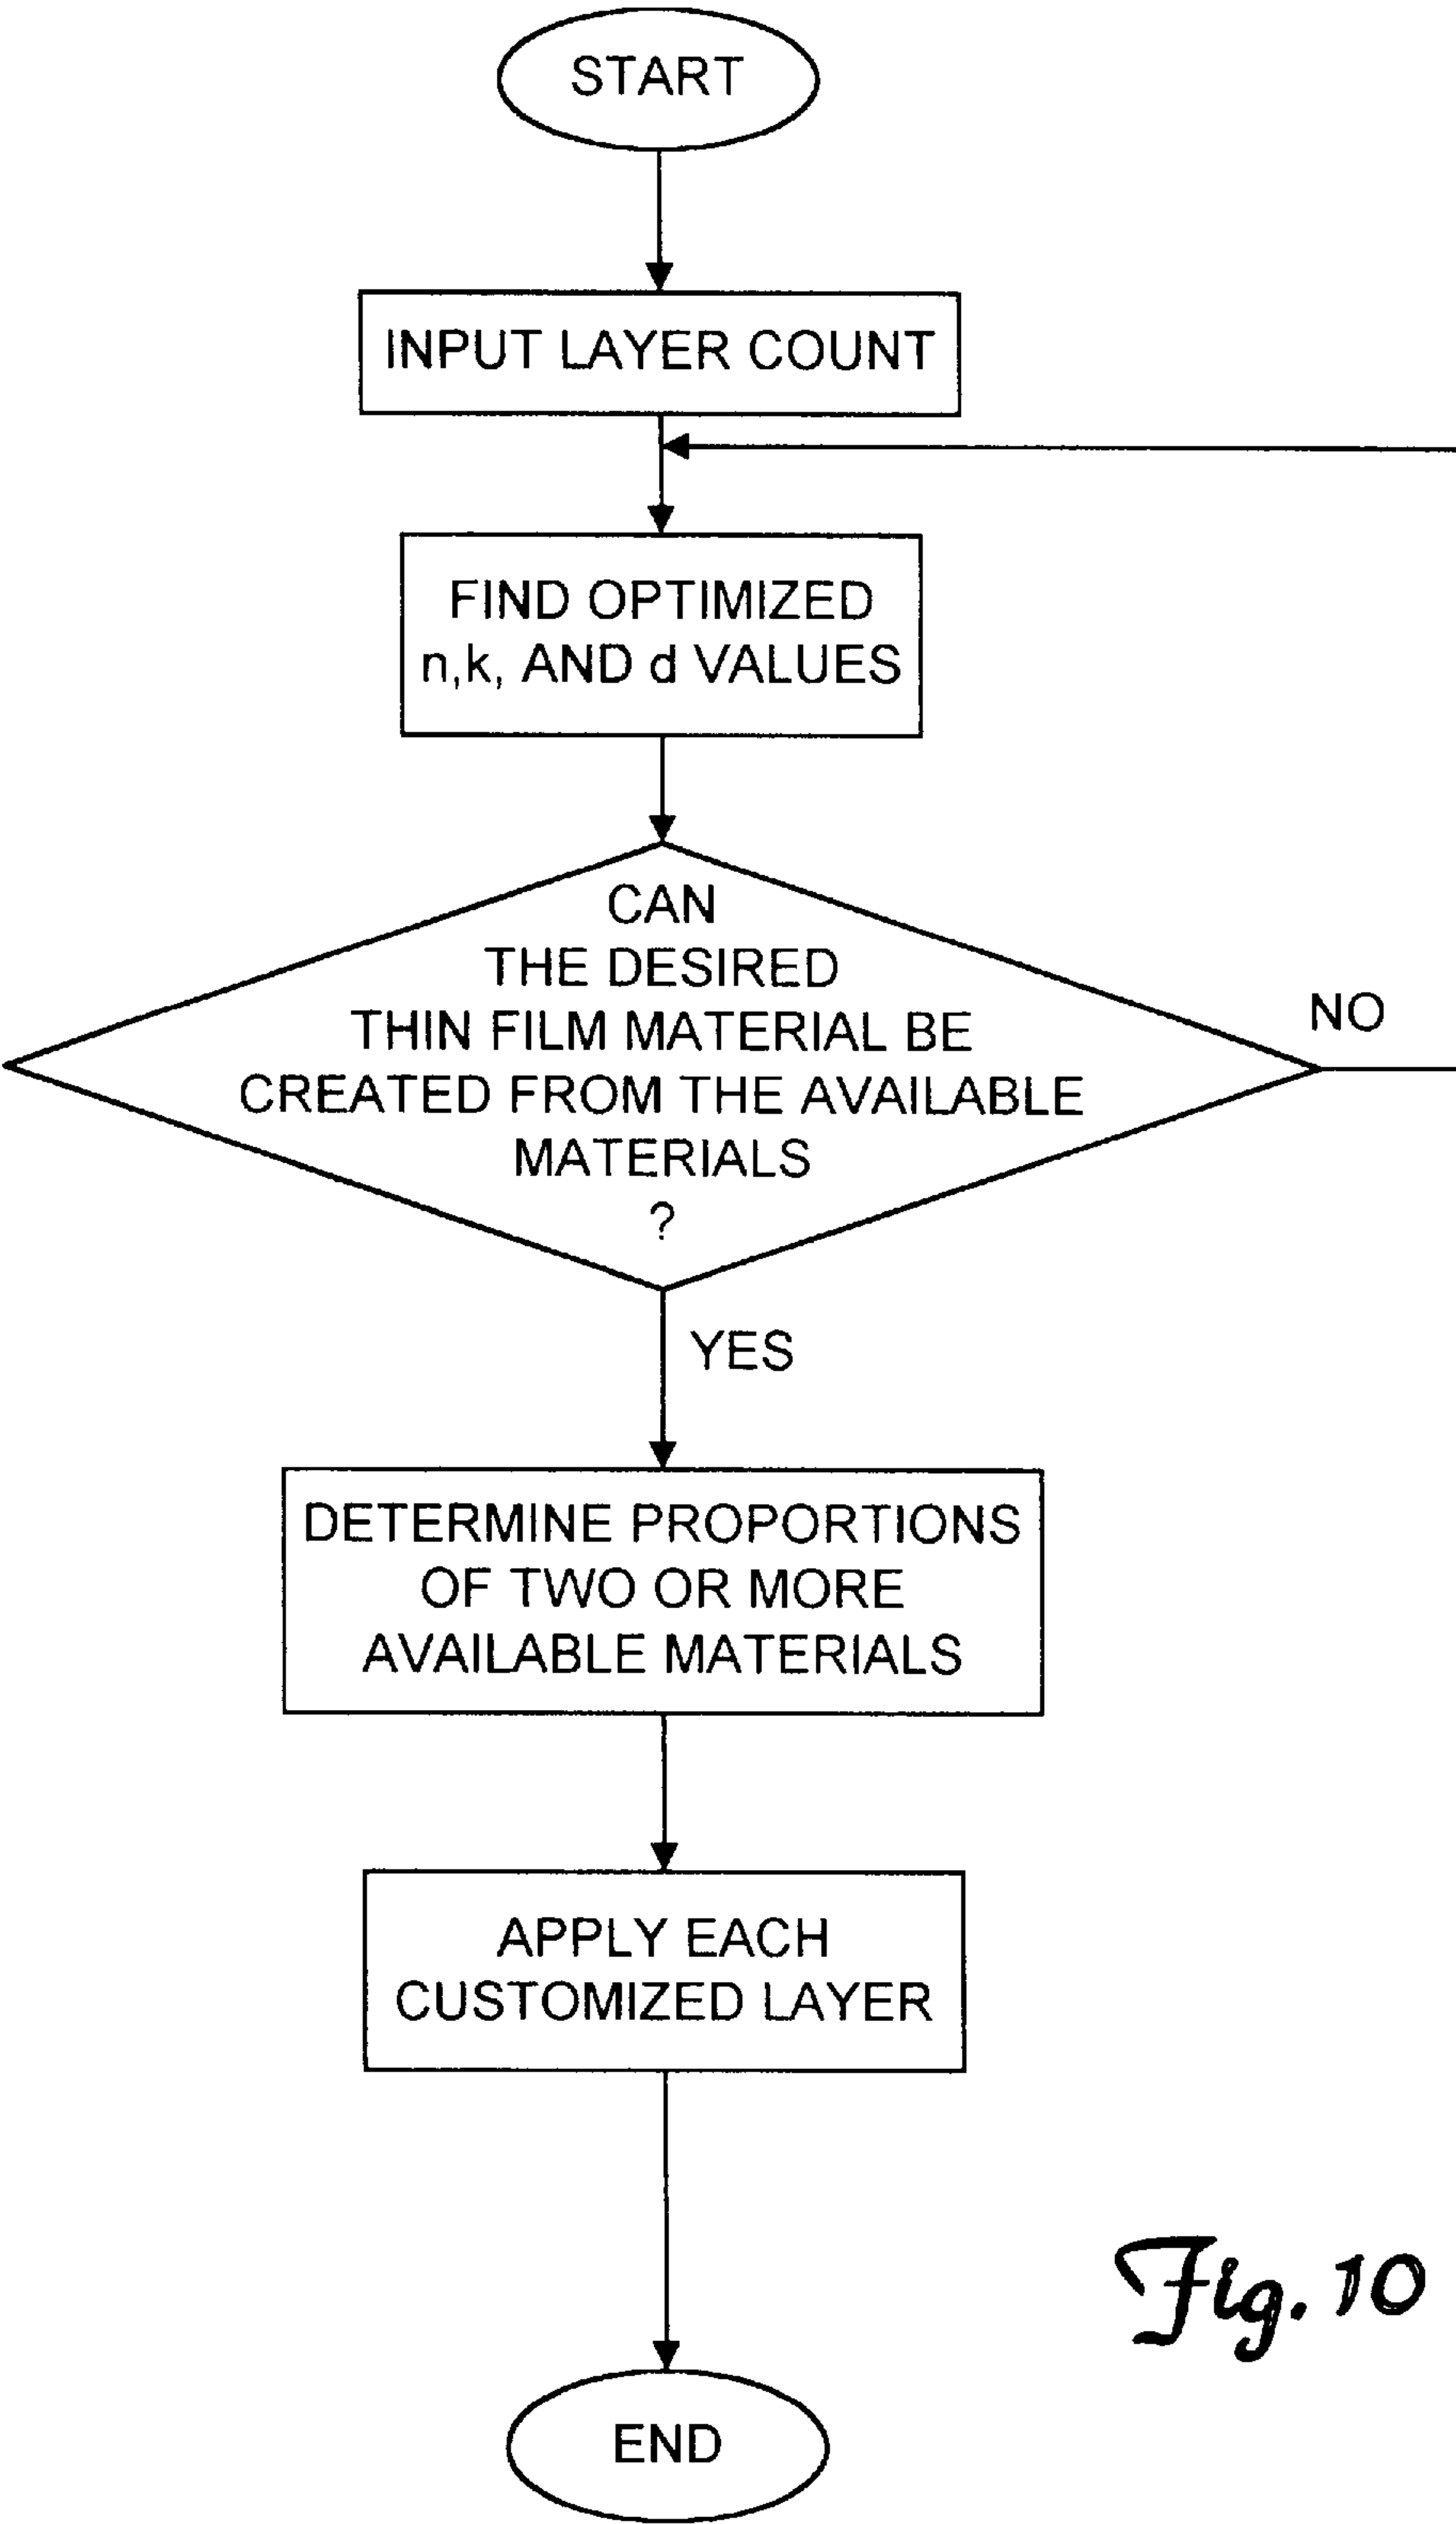 START
INPUT LAYER COUNT
FIND OPTIMIZED
n,k, AND d VALUES
CAN
THE DESIRED
THIN FILM MATERIAL BE
CREATED FROM THE AVAILABLE
MATERIALS
?
NO
YES
DETERMINE PROPORTIONS
OF TWO OR MORE
AVAILABLE MATERIALS
APPLY EACH
CUSTOMIZED LAYER
END
Fig. 10